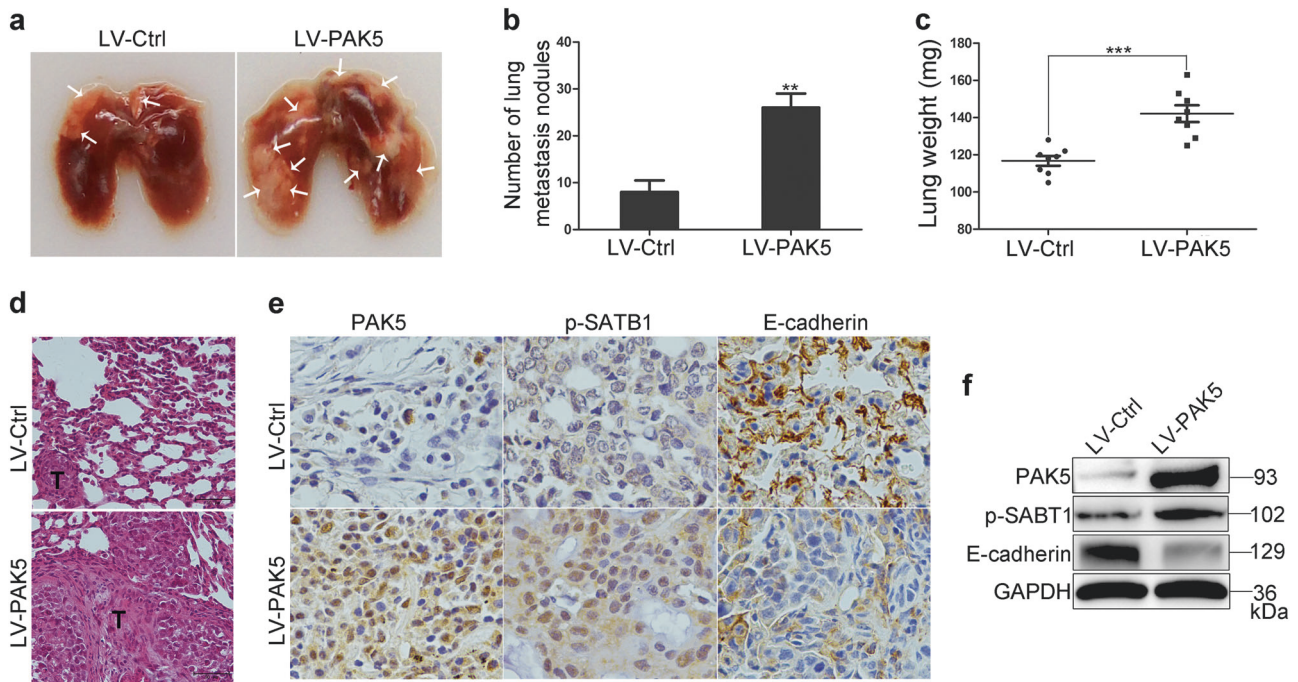 a
LV-Ctrl
LV-PAK5
b
Number of lung
metastasis nodules
40
30
20
10
0
**
LV-Ctrl
LV-PAK5
c
Lung weight (mg)
180
160
140
120
100
80
***
LV-Ctrl
LV-PAK5
d
LV-Ctrl
T
LV-PAK5
T
e
PAK5
p-SATB1
E-cadherin
LV-Ctrl
LV-PAK5
f
LV-Ctrl
LV-PAK5
PAK5
93
p-SABT1
102
E-cadherin
129
GAPDH
36
kDa